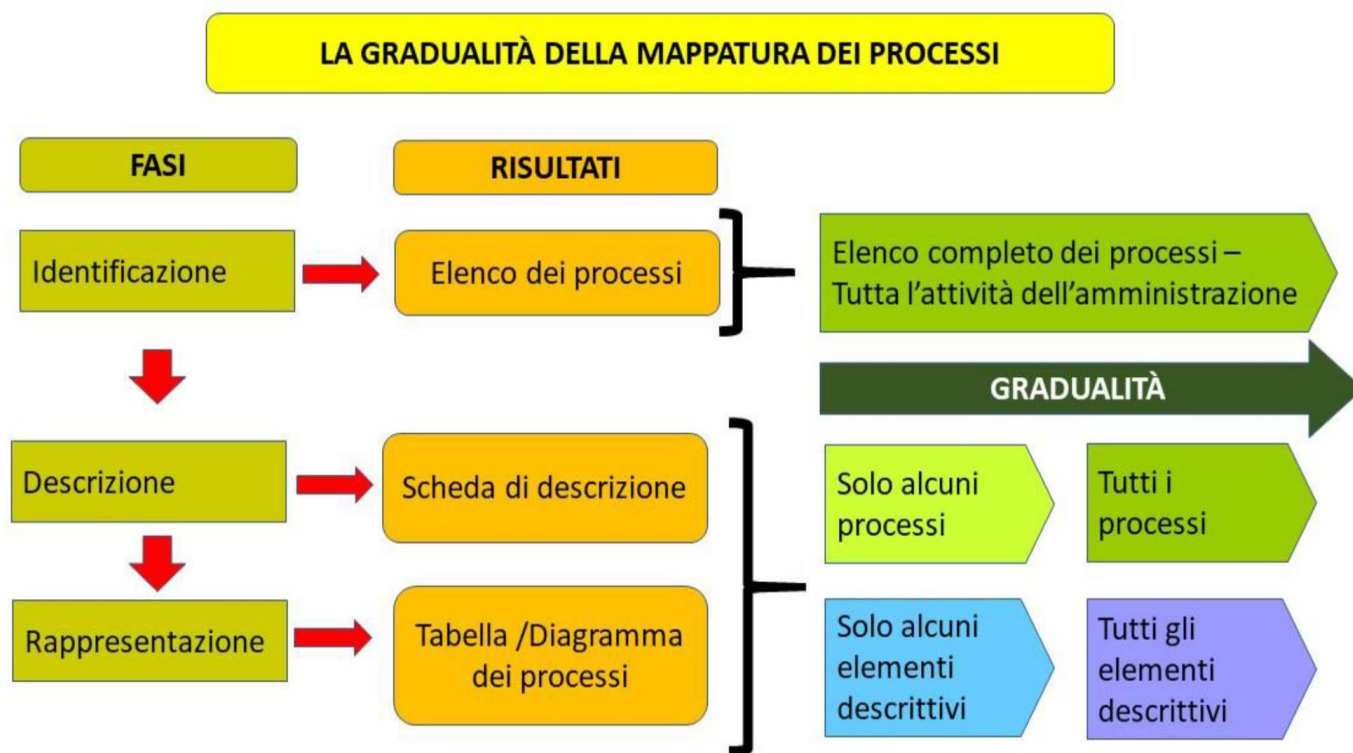 LA GRADUALITÀ DELLA MAPPATURA DEI PROCESSI
FASI
RISULTATI
Identificazione
Elenco dei processi
Elenco completo dei processi –
Tutta l’attività dell’amministrazione
GRADUALITÀ
Descrizione
Scheda di descrizione
Solo alcuni
processi
Tutti i
processi
Rappresentazione
Tabella /Diagramma
dei processi
Solo alcuni
elementi
descrittivi
Tutti gli
elementi
descrittivi